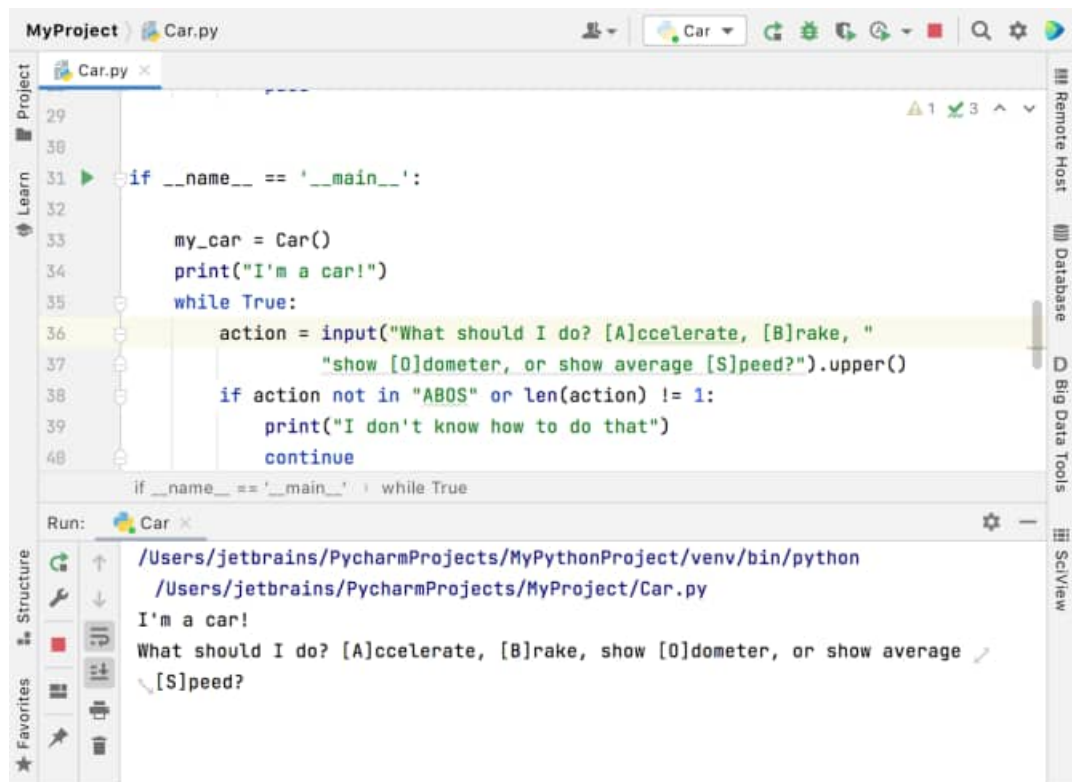 MyProject Car.py Car
Car.py
Project
Learn
Structure
Favorites
29
30
1 3
31 if __name__ == '__main__':
32
33 my_car = Car()
34 print("I'm a car!")
35 while True:
36 action = input("What should I do? [A]ccelerate, [B]rake, "
37 "show [O]dometer, or show average [S]peed?").upper()
38 if action not in "ABOS" or len(action) != 1:
39 print("I don't know how to do that")
40 continue
if __name__ == '__main__' › while True
Run: Car
/Users/jetbrains/PycharmProjects/MyPythonProject/venv/bin/python
/Users/jetbrains/PycharmProjects/MyProject/Car.py
I'm a car!
What should I do? [A]ccelerate, [B]rake, show [O]dometer, or show average
[S]peed?
Remote Host
Database
D Big Data Tools
SciView